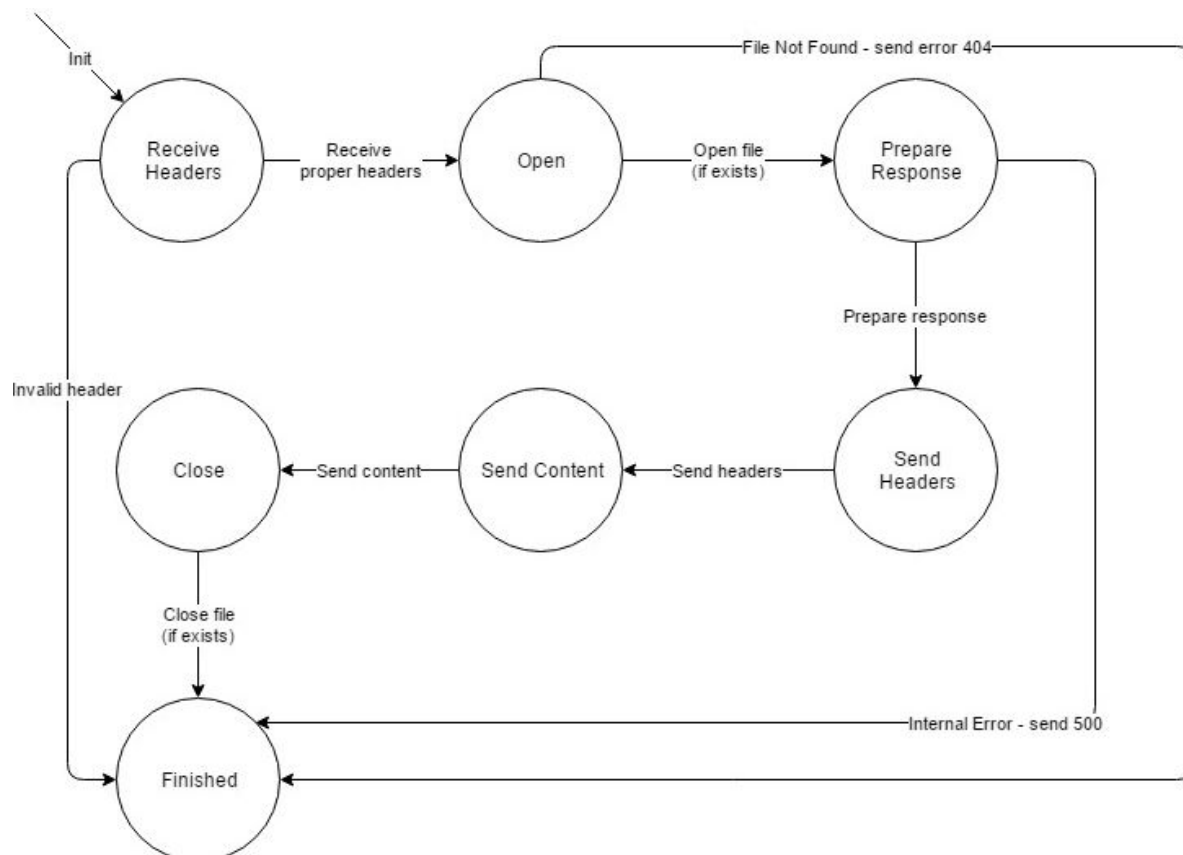 File Not Found - send error 404
Init
Receive
Headers
Receive
proper headers
Open
Open file
(if exists)
Prepare
Response
Prepare response
Invalid header
Close
Send content
Send Content
Send headers
Send
Headers
Close file
(if exists)
Internal Error - send 500
Finished